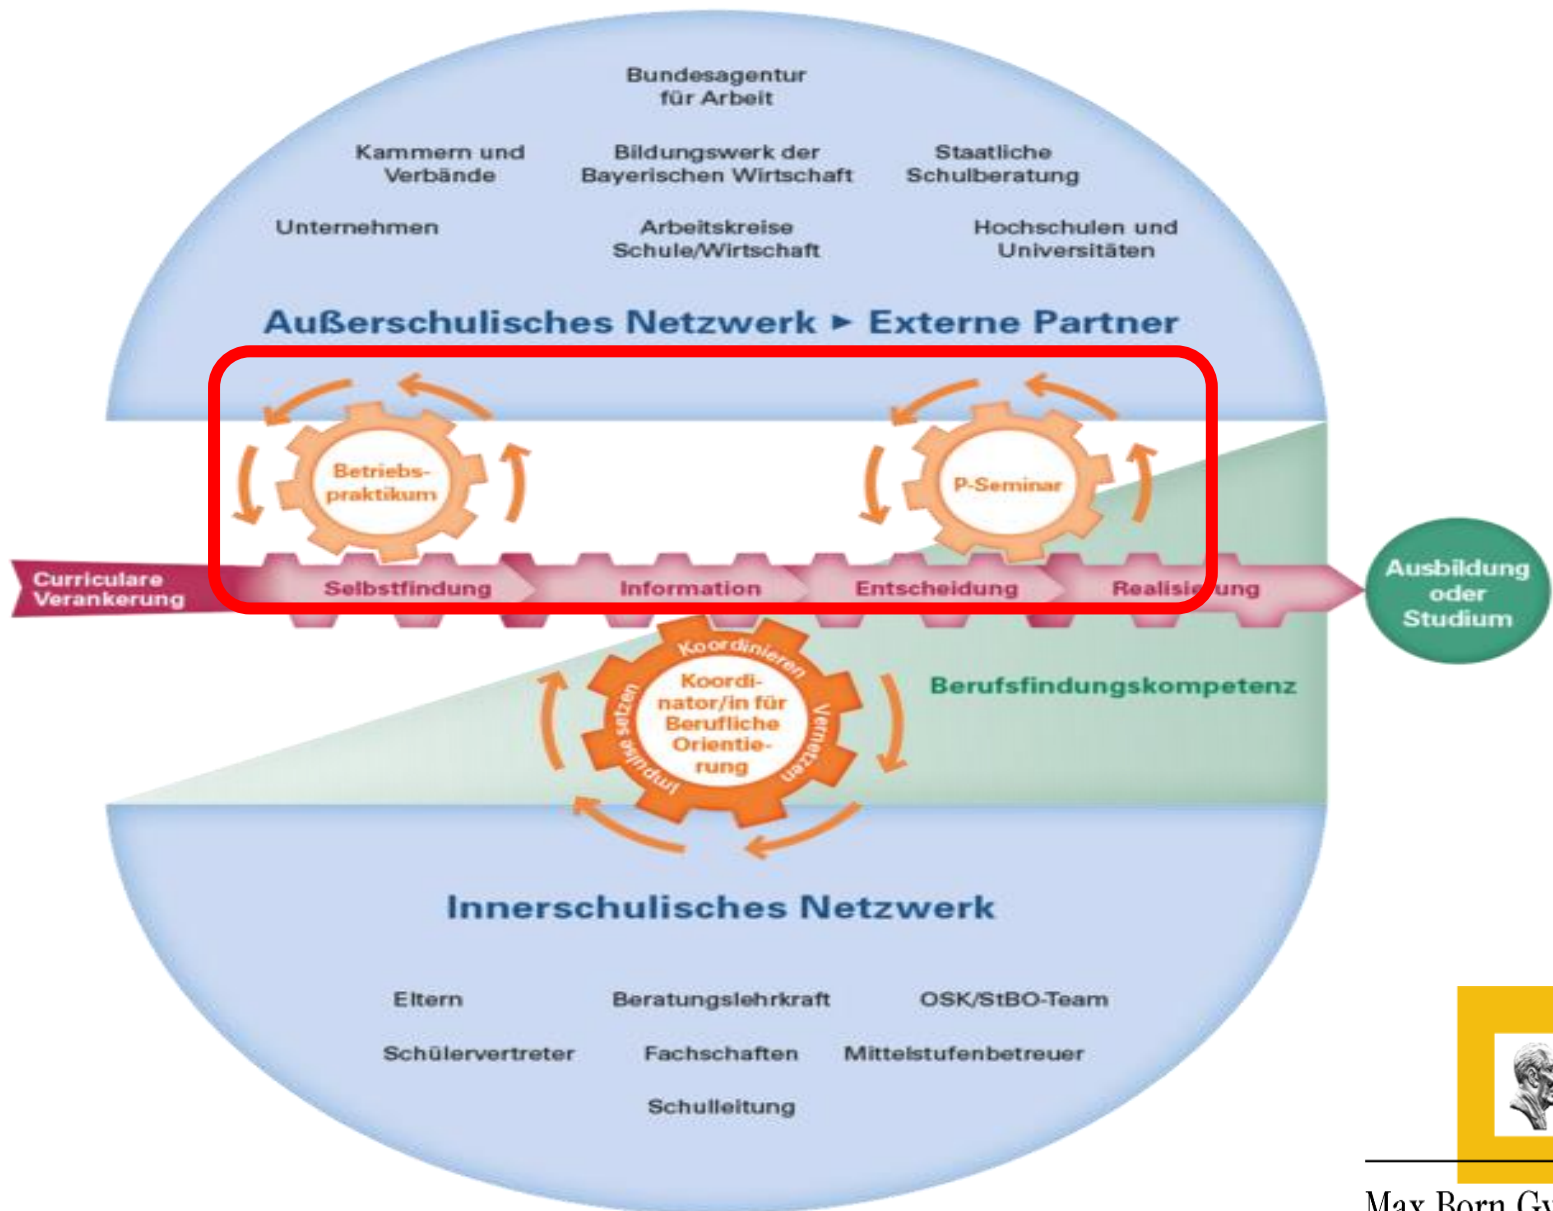 Bundesagentur
für Arbeit
Kammern und
Verbände
Bildungswerk der
Bayerischen Wirtschaft
Staatliche
Schulberatung
Unternehmen
Arbeitskreise
Schule/Wirtschaft
Hochschulen und
Universitäten
Außerschulisches Netzwerk ► Externe Partner
Betriebs-
praktikum
P-Seminar
Curriculare
Verankerung
Selbstfindung
Information
Entscheidung
Realisierung
Ausbildung
oder
Studium
Impulse setzen
Koordinieren
Vernetzen
Koordi-
nator/in für
Berufliche
Orientie-
rung
Berufsfindungskompetenz
Innerschulisches Netzwerk
Eltern
Beratungslehrkraft
OSK/StBO-Team
Schülervertreter
Fachschaften
Mittelstufenbetreuer
Schulleitung
Max Born Gy